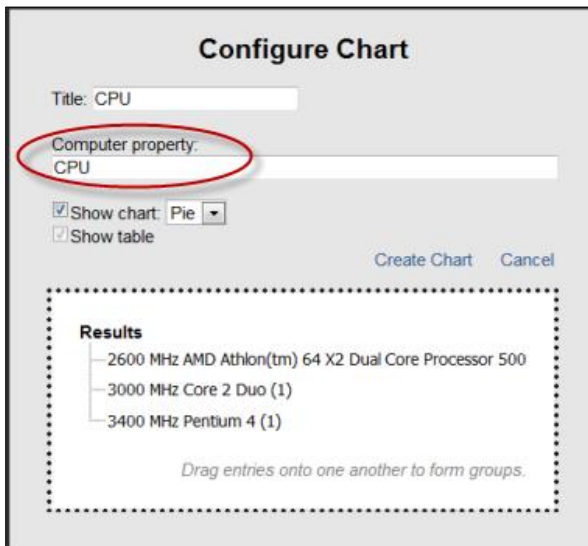 Configure Chart
Title: CPU
Computer property:
CPU
Show chart: Pie
Show table
Create Chart Cancel
Results
2600 MHz AMD Athlon(tm) 64 X2 Dual Core Processor 500
3000 MHz Core 2 Duo (1)
3400 MHz Pentium 4 (1)
Drag entries onto one another to form groups.